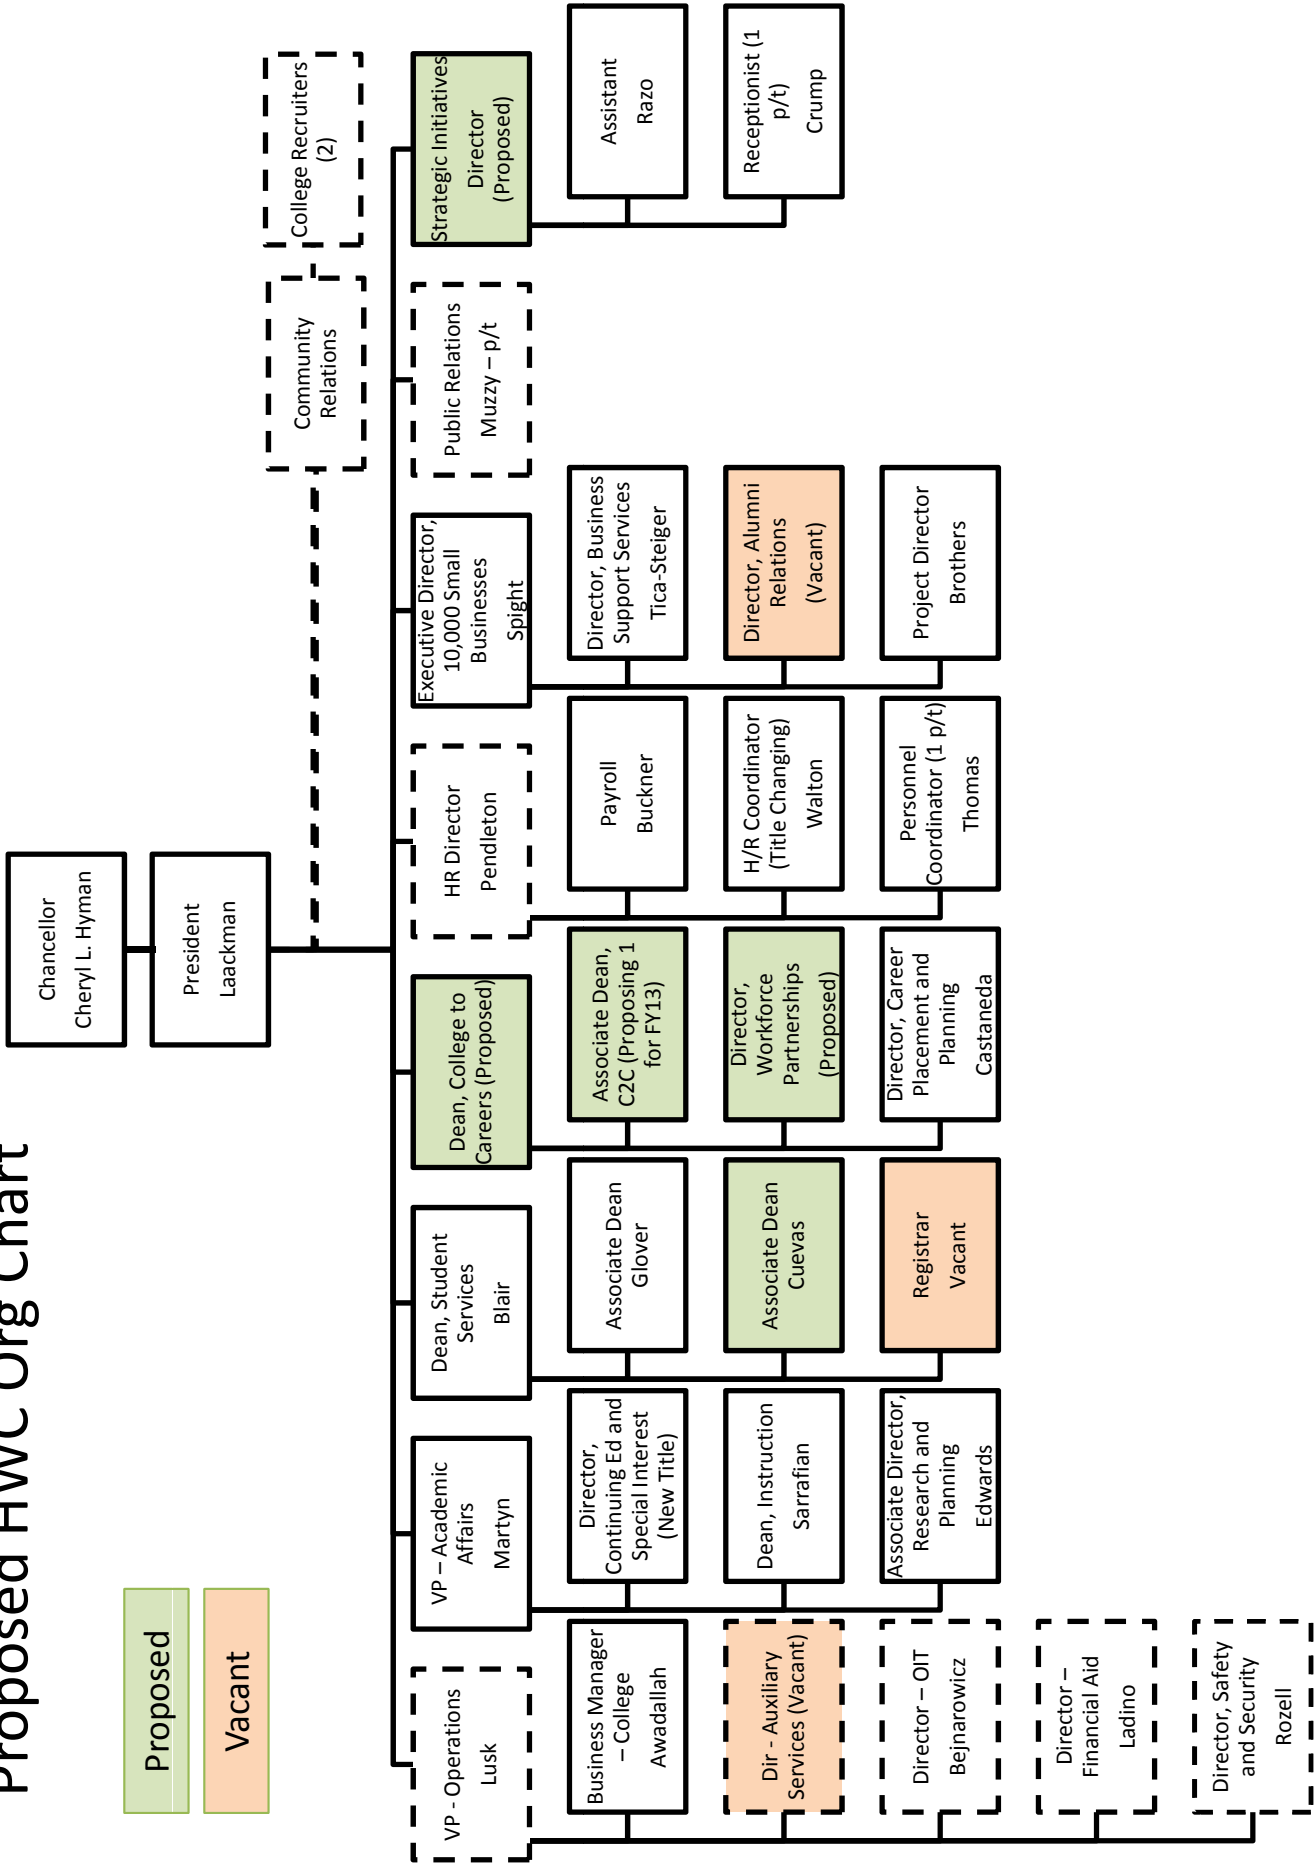 Proposed HWC Org Chart
Proposed
Vacant
Chancellor
Cheryl L. Hyman
President
Laackman
Community
Relations
College Recruiters
(2)
VP - Operations
Lusk
Business Manager
– College
Awadallah
Dir - Auxiliary
Services (Vacant)
Director – OIT
Bejnarowicz
Director –
Financial Aid
Ladino
Director, Safety
and Security
Rozell
VP – Academic
Affairs
Martyn
Director,
Continuing Ed and
Special Interest
(New Title)
Dean, Instruction
Sarrafian
Associate Director,
Research and
Planning
Edwards
Dean, Student
Services
Blair
Associate Dean
Glover
Associate Dean
Cuevas
Registrar
Vacant
Dean, College to
Careers (Proposed)
Associate Dean,
C2C (Proposing 1
for FY13)
Director,
Workforce
Partnerships
(Proposed)
Director, Career
Placement and
Planning
Castaneda
HR Director
Pendleton
Payroll
Buckner
H/R Coordinator
(Title Changing)
Walton
Personnel
Coordinator (1 p/t)
Thomas
Executive Director,
10,000 Small
Businesses
Spight
Director, Business
Support Services
Tica-Steiger
Director, Alumni
Relations
(Vacant)
Project Director
Brothers
Public Relations
Muzzy – p/t
Strategic Initiatives
Director
(Proposed)
Assistant
Razo
Receptionist (1
p/t)
Crump